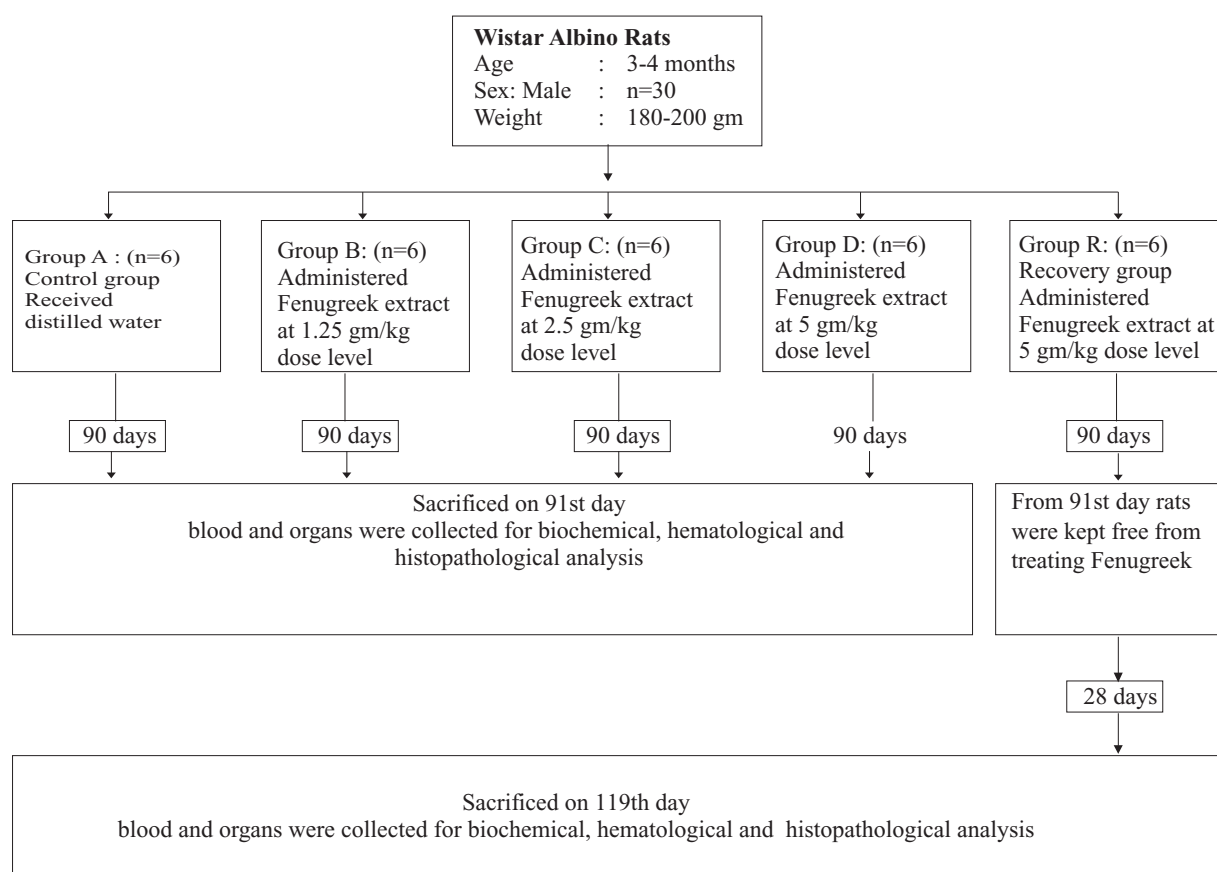 Wistar Albino Rats
Age : 3-4 months
Sex: Male : n=30
Weight : 180-200 gm
Group A : (n=6)
Control group
Received
distilled water
Group B: (n=6)
Administered
Fenugreek extract
at 1.25 gm/kg
dose level
Group C: (n=6)
Administered
Fenugreek extract
at 2.5 gm/kg
dose level
Group D: (n=6)
Administered
Fenugreek extract
at 5 gm/kg
dose level
Group R: (n=6)
Recovery group
Administered
Fenugreek extract at
5 gm/kg dose level
90 days
90 days
90 days
90 days
90 days
Sacrificed on 91st day
blood and organs were collected for biochemical, hematological and
histopathological analysis
From 91st day rats
were kept free from
treating Fenugreek
28 days
Sacrificed on 119th day
blood and organs were collected for biochemical, hematological and histopathological analysis